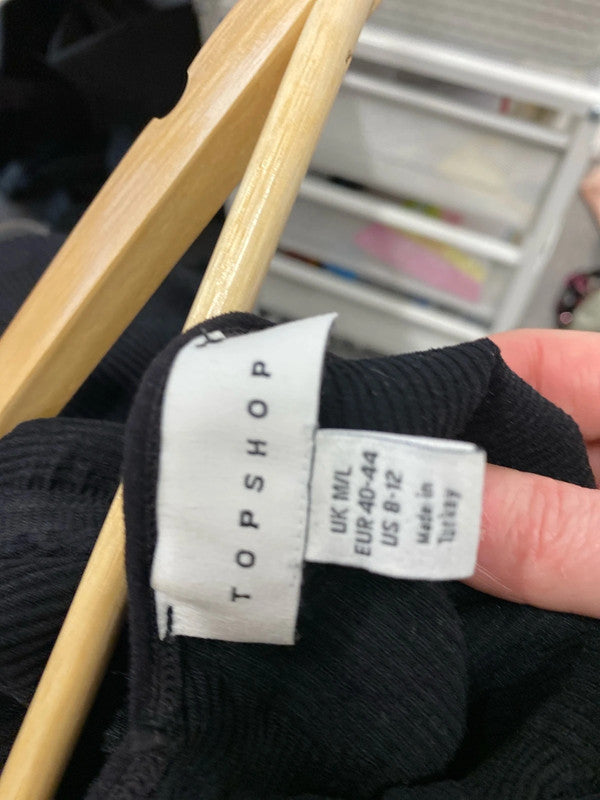 TOPSHOP
UK M/L
EUR 40-44
US 8-12
Made in
Turkey